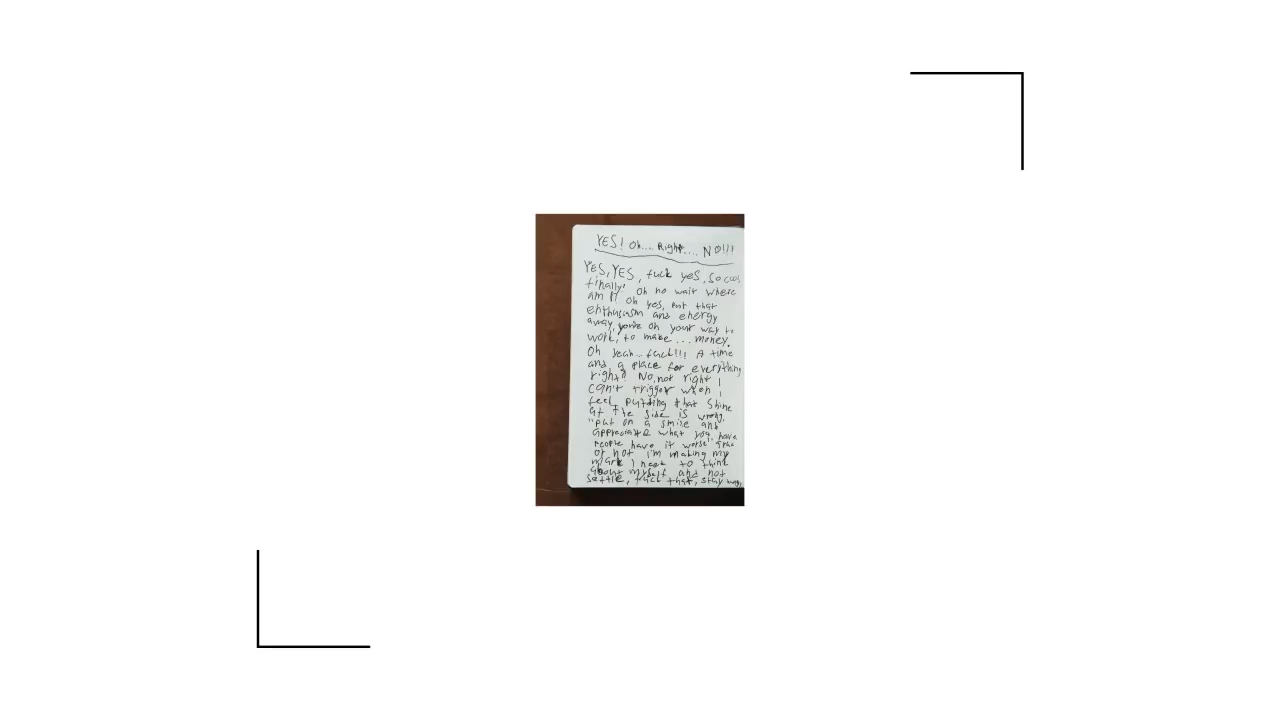 YES! Oh.... Right.... NO!!!
YES, YES, fuck yes, so cool
finally! Oh no wait where
am I? Oh yes, put that
enthusiasm and energy
away, you're on your way to
work, to make ... money.
Oh yeah.. fuck!!! A time
and a place for everything
right? No, not right I
can't trigger when I
feel putting that shine
at the side is wrong,
"put on a smile and
appreciate what you have
people have it worse" true
or not i'm making my
mark I need to think
about myself and not
settle, fuck that, stay